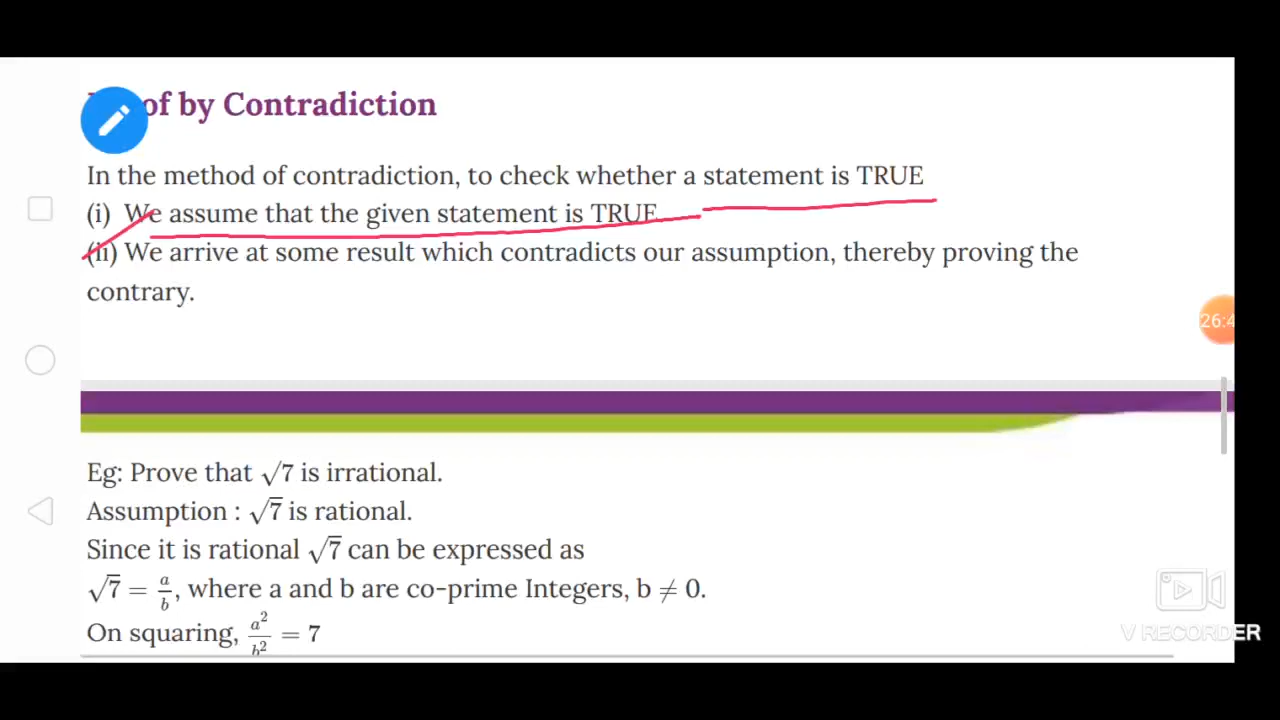 of by Contradiction
In the method of contradiction, to check whether a statement is TRUE
(i) We assume that the given statement is TRUE
(ii) We arrive at some result which contradicts our assumption, thereby proving the
contrary.
26:4
Eg: Prove that √7 is irrational.
Assumption : √7 is rational.
Since it is rational √7 can be expressed as
√7 = a/b, where a and b are co-prime Integers, b ≠ 0.
On squaring, a²/b² = 7
V RECORDER